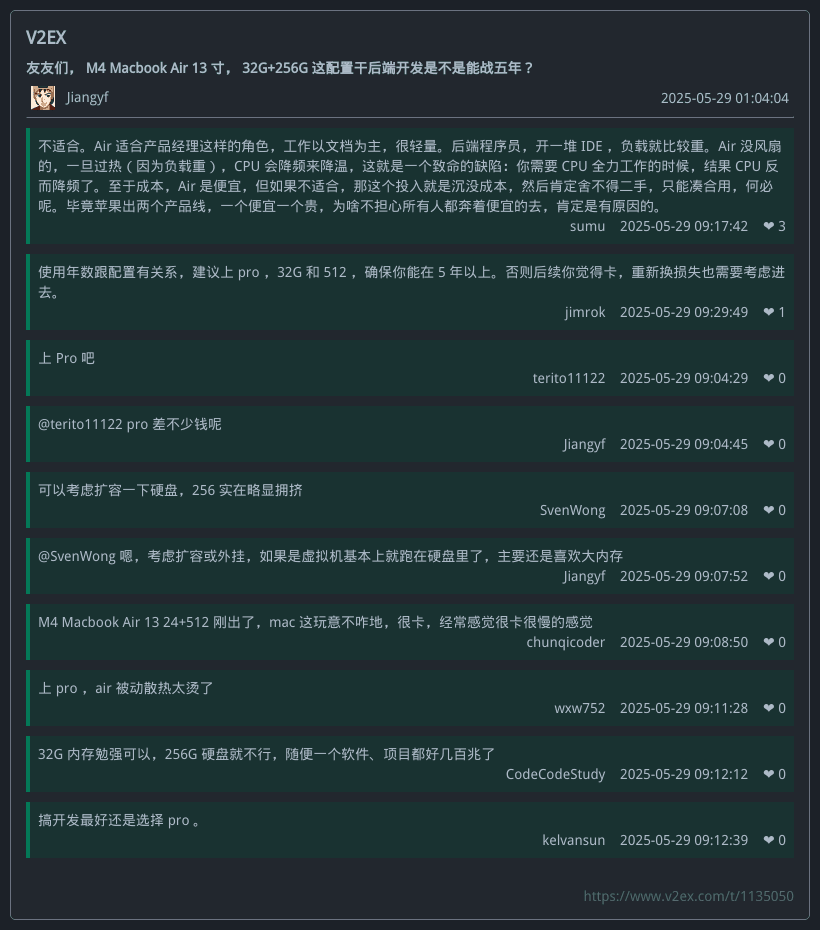 V2EX
友友们， M4 Macbook Air 13 寸， 32G+256G 这配置干后端开发是不是能战五年？
Jiangyf 2025-05-29 01:04:04
不适合。Air 适合产品经理这样的角色，工作以文档为主，很轻量。后端程序员，开一堆 IDE ，负载就比较重。Air 没风扇
的，一旦过热（因为负载重），CPU 会降频来降温，这就是一个致命的缺陷：你需要 CPU 全力工作的时候，结果 CPU 反
而降频了。至于成本，Air 是便宜，但如果不适合，那这个投入就是沉没成本，然后肯定舍不得二手，只能凑合用，何必
呢。毕竟苹果出两个产品线，一个便宜一个贵，为啥不担心所有人都奔着便宜的去，肯定是有原因的。
sumu 2025-05-29 09:17:42 ❤ 3
使用年数跟配置有关系，建议上 pro ，32G 和 512 ，确保你能在 5 年以上。否则后续你觉得卡，重新换损失也需要考虑进
去。
jimrok 2025-05-29 09:29:49 ❤ 1
上 Pro 吧
terito11122 2025-05-29 09:04:29 ❤ 0
@terito11122 pro 差不少钱呢
Jiangyf 2025-05-29 09:04:45 ❤ 0
可以考虑扩容一下硬盘，256 实在略显拥挤
SvenWong 2025-05-29 09:07:08 ❤ 0
@SvenWong 嗯，考虑扩容或外挂，如果是虚拟机基本上就跑在硬盘里了，主要还是喜欢大内存
Jiangyf 2025-05-29 09:07:52 ❤ 0
M4 Macbook Air 13 24+512 刚出了，mac 这玩意不咋地，很卡，经常感觉很卡很慢的感觉
chunqicoder 2025-05-29 09:08:50 ❤ 0
上 pro ，air 被动散热太烫了
wxw752 2025-05-29 09:11:28 ❤ 0
32G 内存勉强可以，256G 硬盘就不行，随便一个软件、项目都好几百兆了
CodeCodeStudy 2025-05-29 09:12:12 ❤ 0
搞开发最好还是选择 pro 。
kelvansun 2025-05-29 09:12:39 ❤ 0
https://www.v2ex.com/t/1135050